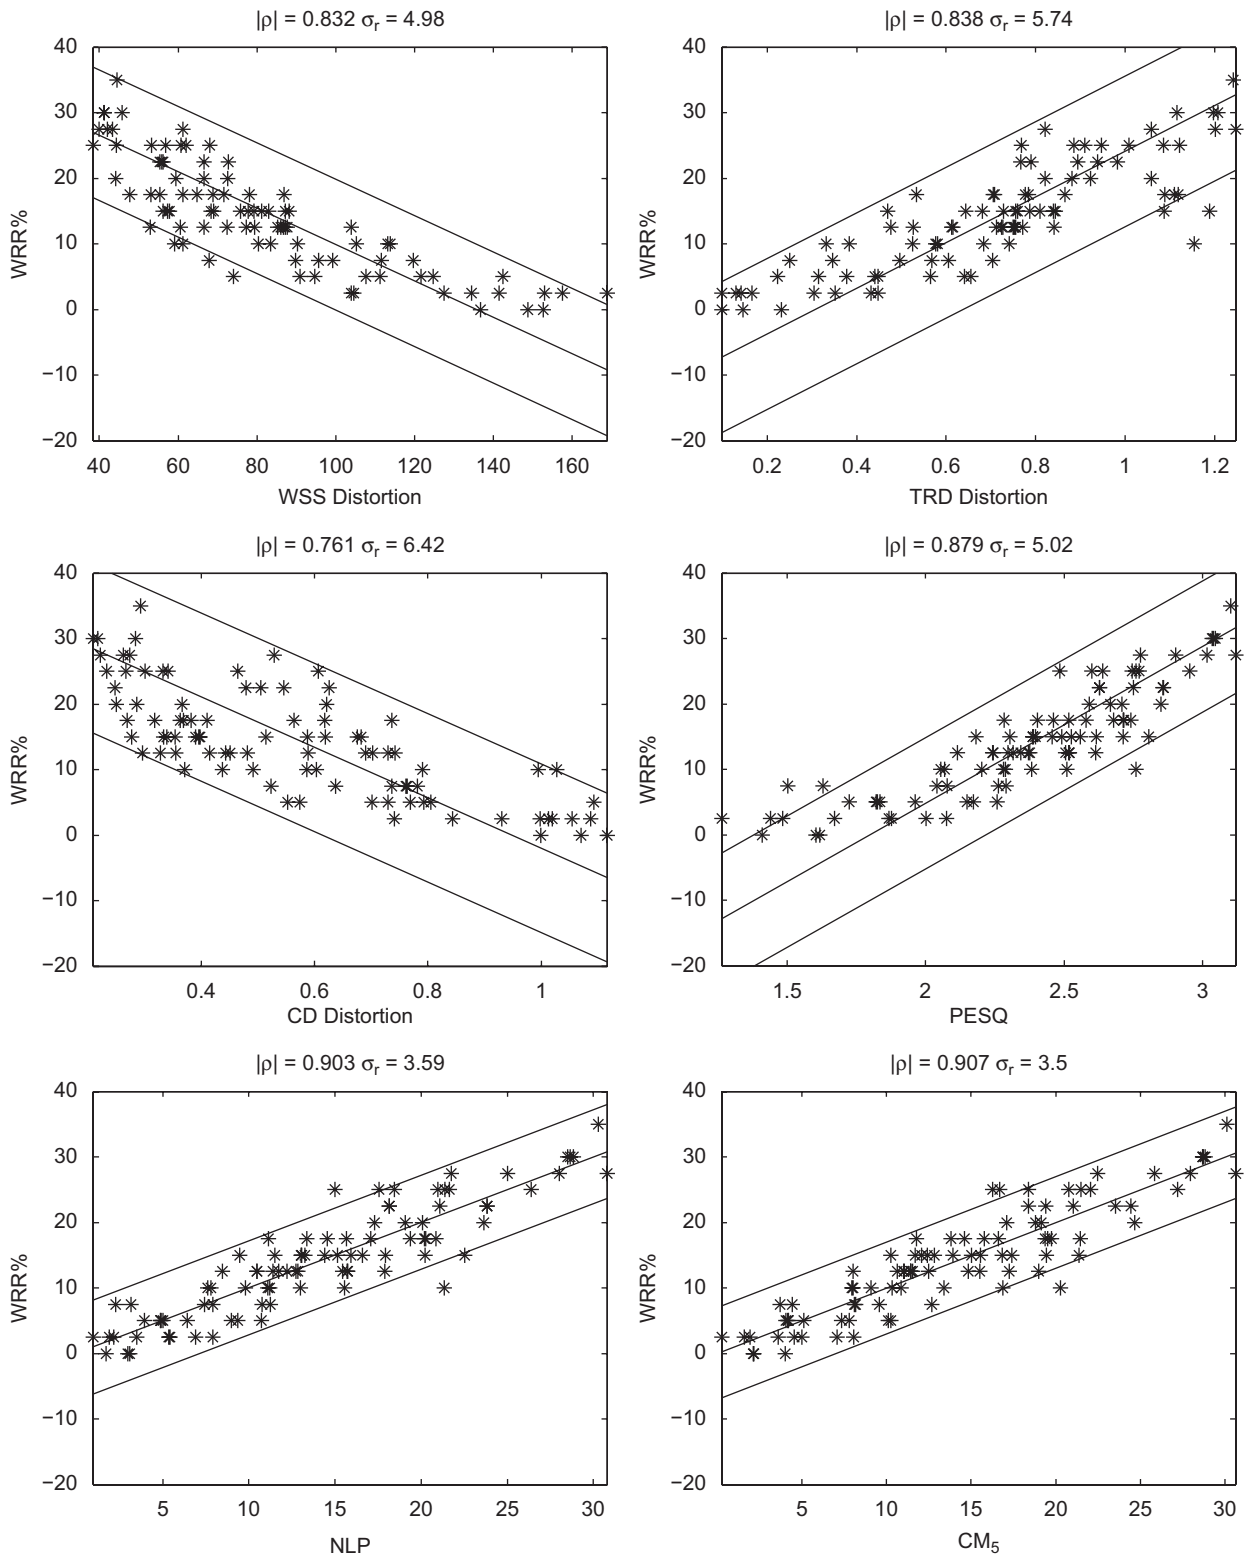 |ρ| = 0.832 σr = 4.98
40
30
20
10
0
−10
−20
WRR%
40 60 80 100 120 140 160
WSS Distortion
|ρ| = 0.838 σr = 5.74
40
30
20
10
0
−10
−20
WRR%
0.2 0.4 0.6 0.8 1 1.2
TRD Distortion
|ρ| = 0.761 σr = 6.42
40
30
20
10
0
−10
−20
WRR%
0.4 0.6 0.8 1
CD Distortion
|ρ| = 0.879 σr = 5.02
40
30
20
10
0
−10
−20
WRR%
1.5 2 2.5 3
PESQ
|ρ| = 0.903 σr = 3.59
40
30
20
10
0
−10
−20
WRR%
5 10 15 20 25 30
NLP
|ρ| = 0.907 σr = 3.5
40
30
20
10
0
−10
−20
WRR%
5 10 15 20 25 30
CM5